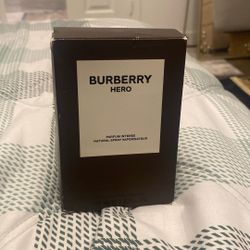 BURBERRY
HERO
PARFUM INTENSE
NATURAL SPRAY VAPORISATEUR